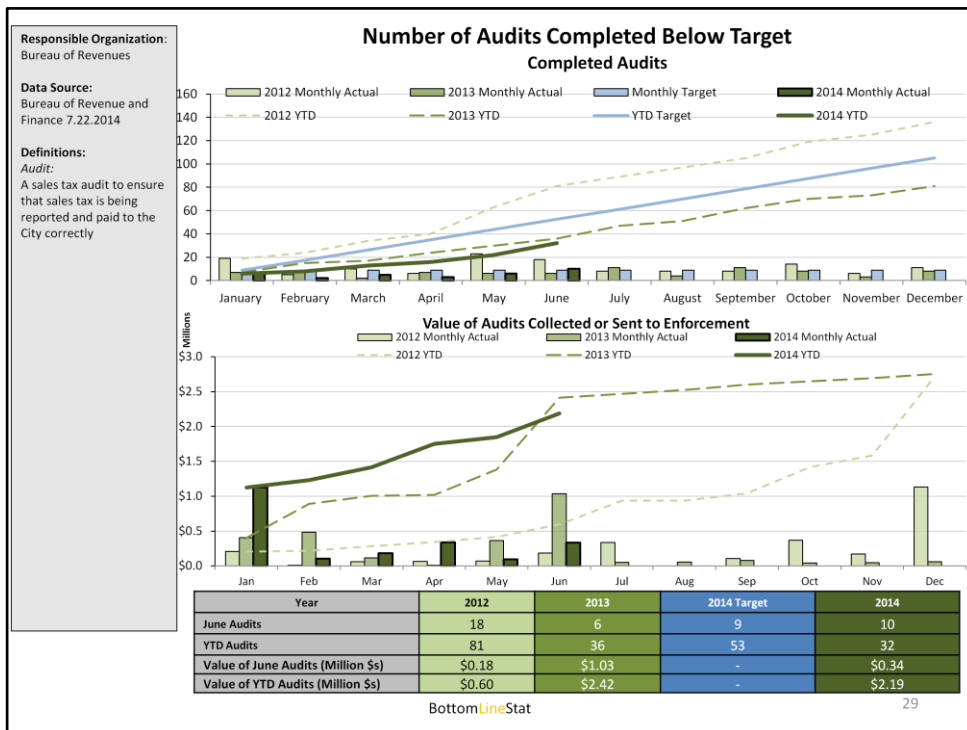 Responsible Organization:
Bureau of Revenues
Data Source:
Bureau of Revenue and
Finance 7.22.2014
Definitions:
Audit:
A sales tax audit to ensure
that sales tax is being
reported and paid to the
City correctly
Number of Audits Completed Below Target
Completed Audits
2012 Monthly Actual 2013 Monthly Actual Monthly Target 2014 Monthly Actual
2012 YTD 2013 YTD YTD Target 2014 YTD
160
140
120
100
80
60
40
20
0
January February March April May June July August September October November December
Value of Audits Collected or Sent to Enforcement
Millions
2012 Monthly Actual 2013 Monthly Actual 2014 Monthly Actual
2012 YTD 2013 YTD 2014 YTD
$3.0
$2.5
$2.0
$1.5
$1.0
$0.5
$0.0
Jan Feb Mar Apr May Jun Jul Aug Sep Oct Nov Dec
Year 2012 2013 2014 Target 2014
June Audits 18 6 9 10
YTD Audits 81 36 53 32
Value of June Audits (Million $s) $0.18 $1.03 - $0.34
Value of YTD Audits (Million $s) $0.60 $2.42 - $2.19
BottomLineStat
29